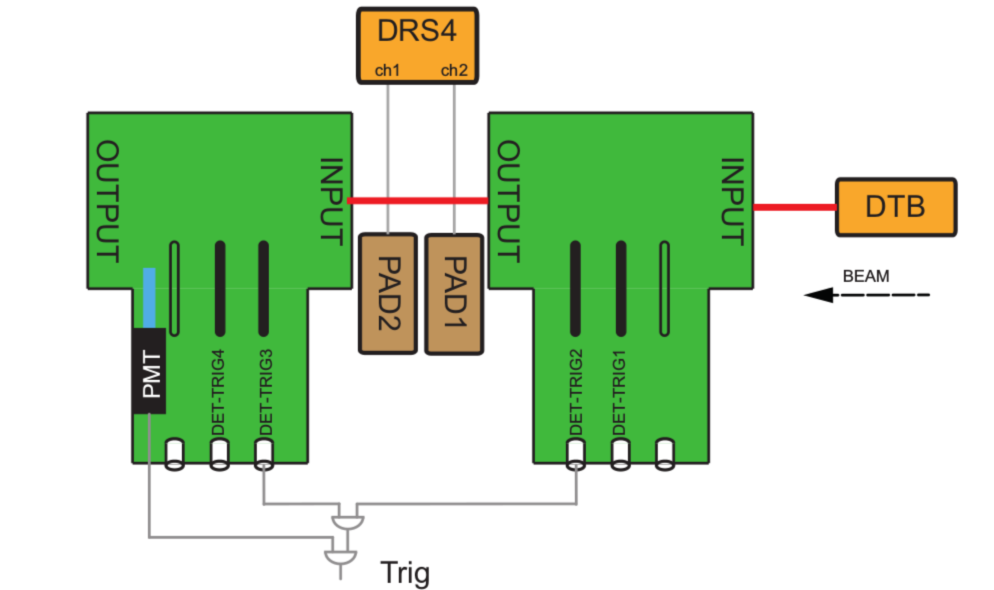 DRS4
ch1 ch2
OUTPUT
INPUT
OUTPUT
INPUT
DTB
PAD2
PAD1
BEAM
PMT
DET-TRIG4
DET-TRIG3
DET-TRIG2
DET-TRIG1
Trig